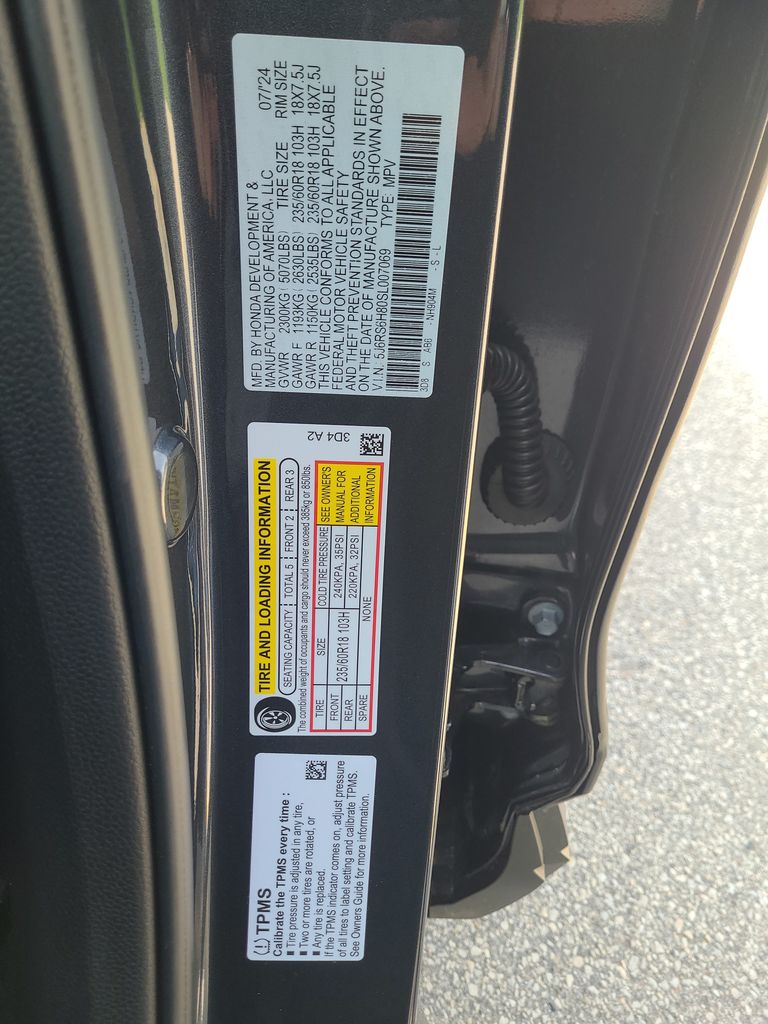 MFD. BY HONDA DEVELOPMENT &
MANUFACTURING OF AMERICA, LLC 07/'24
GVWR 2300KG(5070LBS) TIRE SIZE RIM SIZE
GAWR F 1193KG(2630LBS) 235/60R18 103H 18X7.5J
GAWR R 1150KG(2535LBS) 235/60R18 103H 18X7.5J
THIS VEHICLE CONFORMS TO ALL APPLICABLE
FEDERAL MOTOR VEHICLE SAFETY
AND THEFT PREVENTION STANDARDS IN EFFECT
ON THE DATE OF MANUFACTURE SHOWN ABOVE.
V.I.N.: 5J6RS6H80SL007069 TYPE: MPV
3D8 S AB6 -NH904M -S-L
3D4 A2
TIRE AND LOADING INFORMATION
SEATING CAPACITY TOTAL 5 FRONT 2 REAR 3
The combined weight of occupants and cargo should never exceed 385kg or 850lbs.
TIRE SIZE COLD TIRE PRESSURE SEE OWNER'S
FRONT 235/60R18 103H 240KPA, 35PSI MANUAL FOR
REAR 220KPA, 32PSI ADDITIONAL
SPARE NONE INFORMATION
TPMS
Calibrate the TPMS every time :
■ Tire pressure is adjusted in any tire,
■ Two or more tires are rotated, or
■ Any tire is replaced.
If the TPMS indicator comes on, adjust pressure
of all tires to label setting and calibrate TPMS.
See Owners Guide for more information.